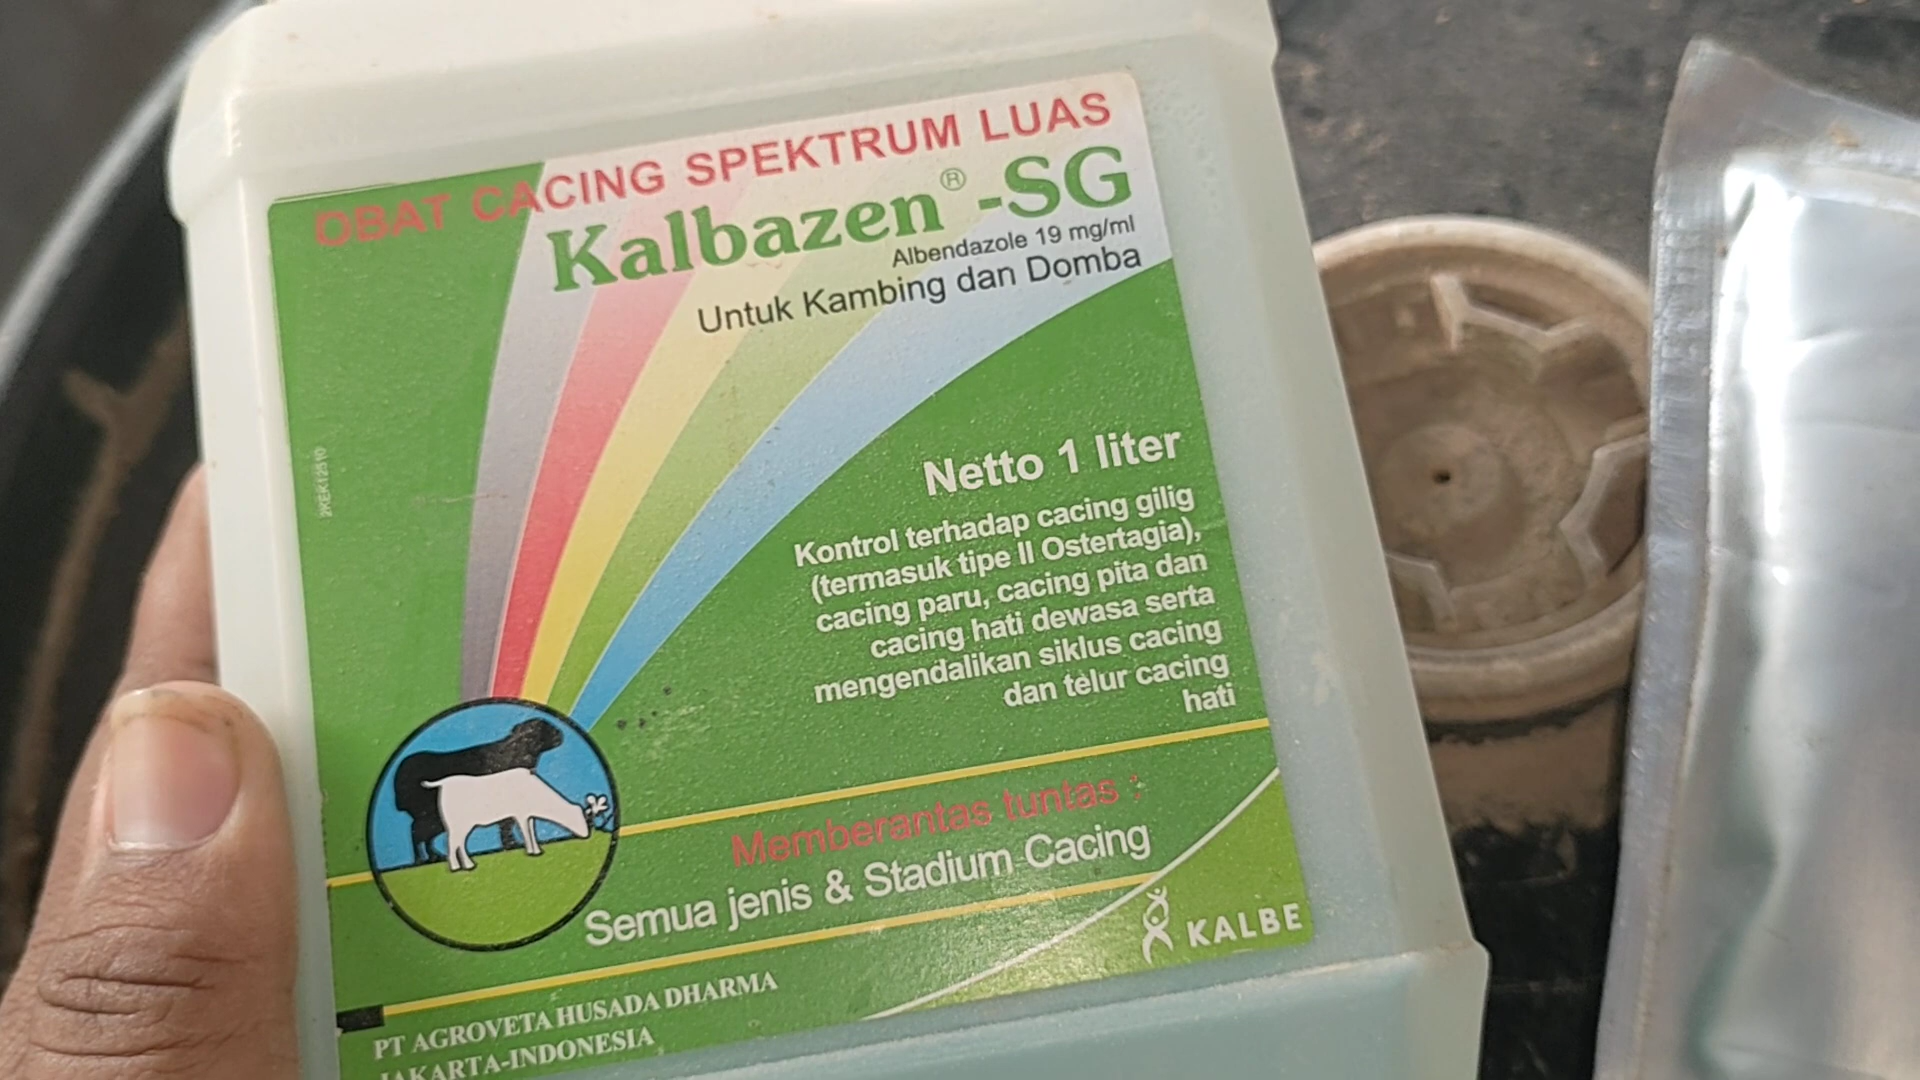 OBAT CACING SPEKTRUM LUAS
Kalbazen® -SG
Albendazole 19 mg/ml
Untuk Kambing dan Domba
Netto 1 liter
Kontrol terhadap cacing gilig
(termasuk tipe II Ostertagia),
cacing paru, cacing pita dan
cacing hati dewasa serta
mengendalikan siklus cacing
dan telur cacing
hati
2KEK12510
Memberantas tuntas :
Semua jenis & Stadium Cacing
KALBE
PT AGROVETA HUSADA DHARMA
JAKARTA-INDONESIA